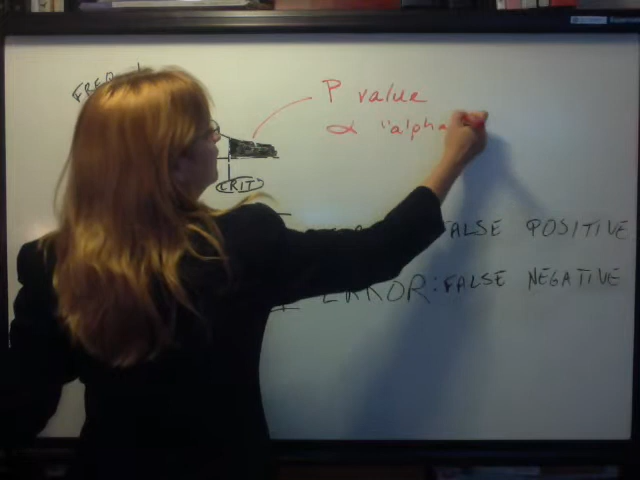 FREQ
P value
α "alpha
CRIT
FALSE POSITIVE
ERROR: FALSE NEGATIVE